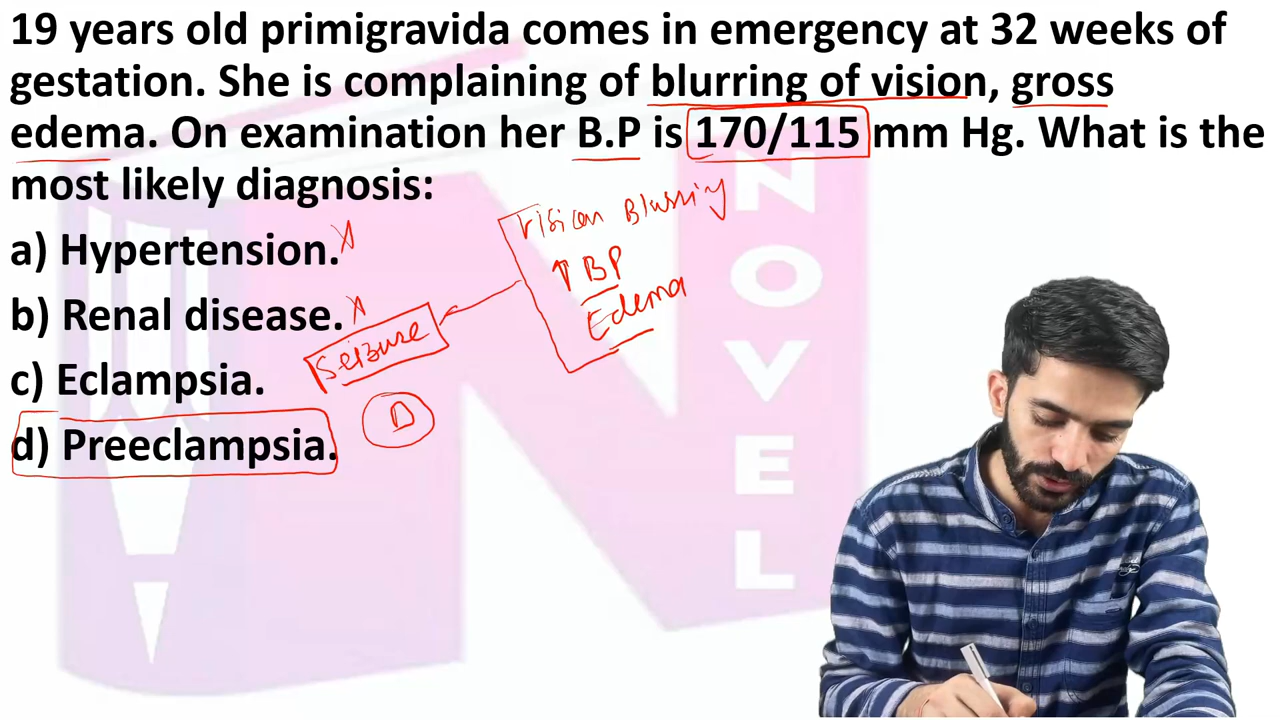 19 years old primigravida comes in emergency at 32 weeks of
gestation. She is complaining of blurring of vision, gross
edema. On examination her B.P is 170/115 mm Hg. What is the
most likely diagnosis:
a) Hypertension. X
b) Renal disease. X
c) Eclampsia.
d) Preeclampsia.
Vision Blurring
↑ BP
Edema
Seizure
D
NOVEL